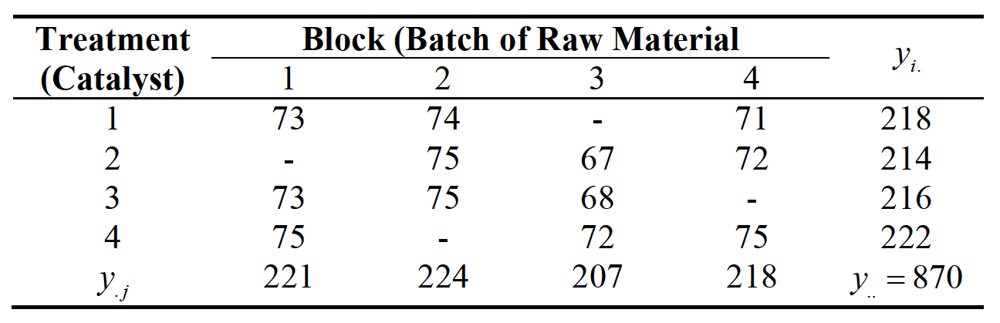 Treatment Block (Batch of Raw Material y_{i.}
(Catalyst) 1 2 3 4
1 73 74 - 71 218
2 - 75 67 72 214
3 73 75 68 - 216
4 75 - 72 75 222
y_{.j} 221 224 207 218 y_{..} = 870